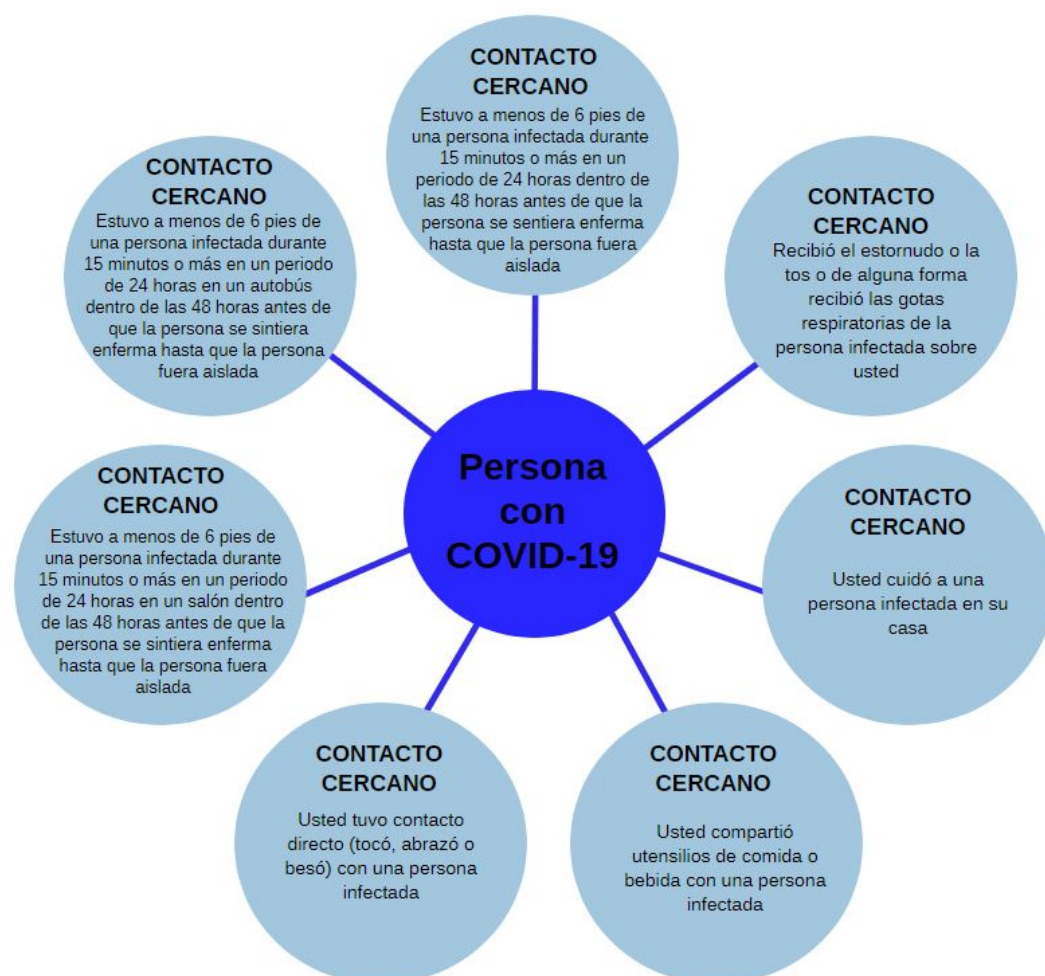 CONTACTO
CERCANO
Estuvo a menos de 6 pies de
una persona infectada durante
15 minutos o más en un
periodo de 24 horas dentro de
las 48 horas antes de que la
persona se sentiera enferma
hasta que la persona fuera
aislada
CONTACTO
CERCANO
Estuvo a menos de 6 pies de
una persona infectada durante
15 minutos o más en un periodo
de 24 horas en un autobús
dentro de las 48 horas antes de
que la persona se sintiera
enferma hasta que la persona
fuera aislada
CONTACTO
CERCANO
Recibió el estornudo o la
tos o de alguna forma
recibió las gotas
respiratorias de la
persona infectada sobre
usted
Persona
con
COVID-19
CONTACTO
CERCANO
Estuvo a menos de 6 pies de
una persona infectada durante
15 minutos o más en un periodo
de 24 horas en un salón dentro
de las 48 horas antes de que la
persona se sintiera enferma
hasta que la persona fuera
aislada
CONTACTO
CERCANO
Usted cuidó a una
persona infectada en su
casa
CONTACTO
CERCANO
Usted tuvo contacto
directo (tocó, abrazó o
besó) con una persona
infectada
CONTACTO
CERCANO
Usted compartió
utensilios de comida o
bebida con una persona
infectada